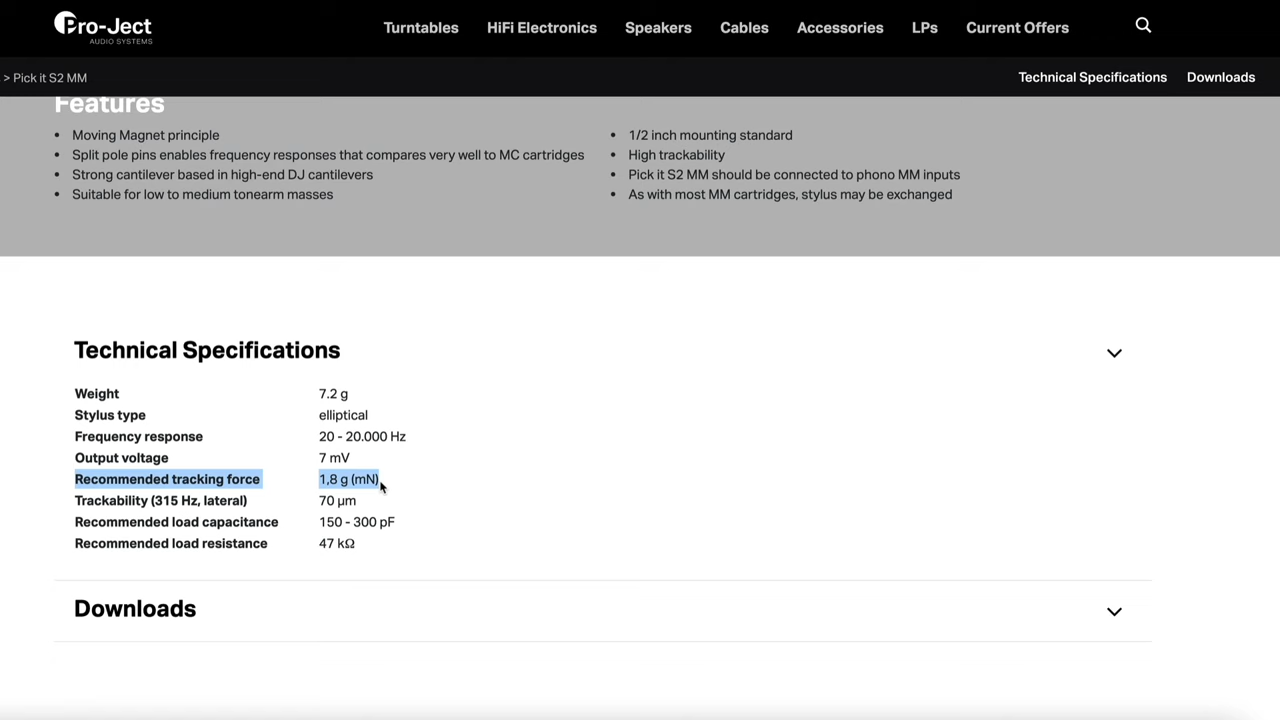 Pro-Ject
AUDIO SYSTEMS
Turntables HiFi Electronics Speakers Cables Accessories LPs Current Offers
> Pick it S2 MM
Technical Specifications Downloads
Features
• Moving Magnet principle
• Split pole pins enables frequency responses that compares very well to MC cartridges
• Strong cantilever based in high-end DJ cantilevers
• Suitable for low to medium tonearm masses
• 1/2 inch mounting standard
• High trackability
• Pick it S2 MM should be connected to phono MM inputs
• As with most MM cartridges, stylus may be exchanged
Technical Specifications
Weight 7.2 g
Stylus type elliptical
Frequency response 20 - 20.000 Hz
Output voltage 7 mV
Recommended tracking force 1,8 g (mN)
Trackability (315 Hz, lateral) 70 μm
Recommended load capacitance 150 - 300 pF
Recommended load resistance 47 kΩ
Downloads